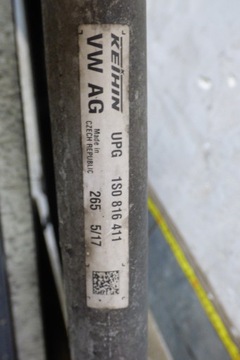 KEIHIN
UPG 1S0 816 411
VW AG
Made in
CZECH REPUBLIC
265 5/17